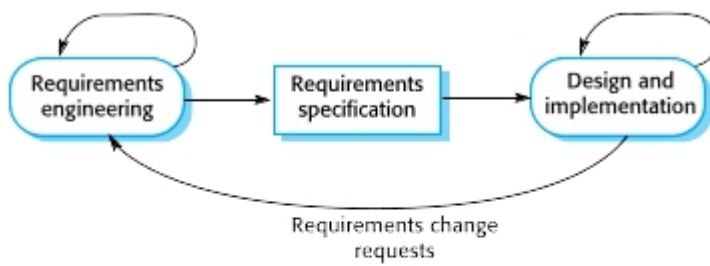 Requirements
engineering
Requirements
specification
Design and
implementation
Requirements change
requests